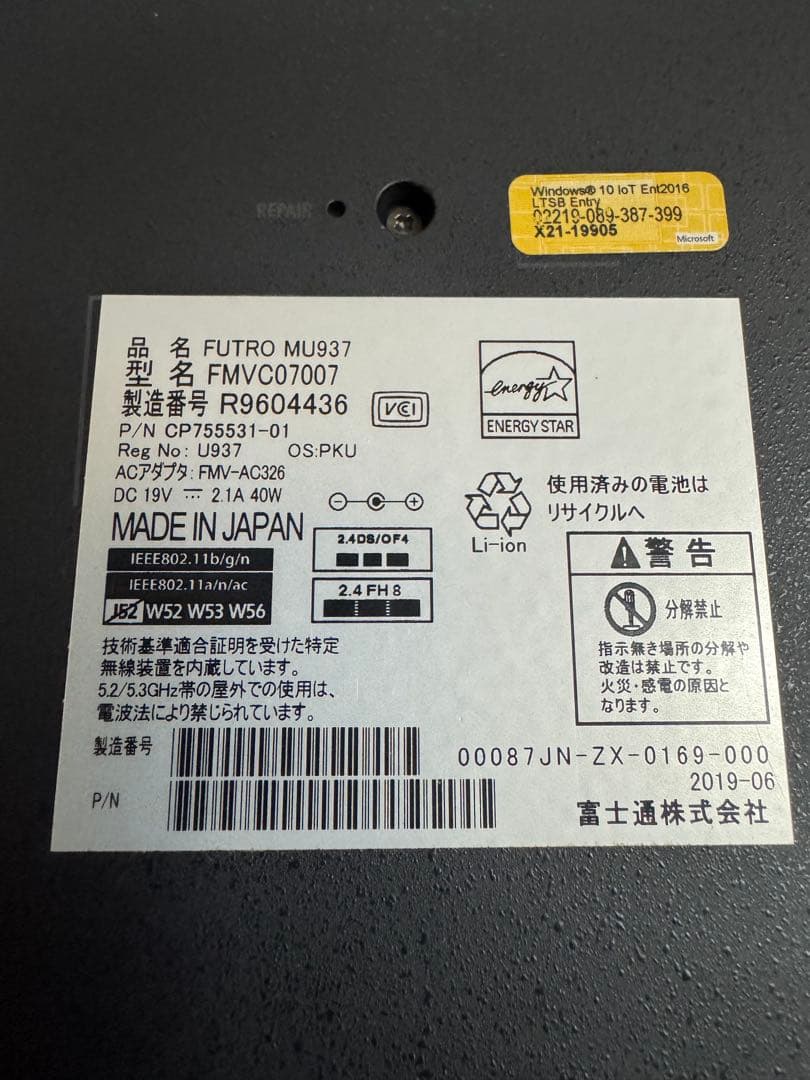 REPAIR
Windows® 10 IoT Ent2016
LTSB Entry
02219-089-387-399
X21-19905
Microsoft
品 名 FUTRO MU937
型 名 FMVC07007
製造番号 R9604436
VCI
P/N CP755531-01
Reg No: U937 OS:PKU
ACアダプタ: FMV-AC326
DC 19V ⎓ 2.1A 40W
MADE IN JAPAN
energy
ENERGY STAR
Li-ion
使用済みの電池は
リサイクルへ
IEEE802.11b/g/n
IEEE802.11a/n/ac
J52 W52 W53 W56
2.4DS/OF4
2.4FH8
警告
分解禁止
指示無き場所の分解や
改造は禁止です。
火災・感電の原因と
なります。
技術基準適合証明を受けた特定
無線装置を内蔵しています。
5.2/5.3GHz帯の屋外での使用は、
電波法により禁じられています。
製造番号
P/N
00087JN-ZX-0169-000
2019-06
富士通株式会社